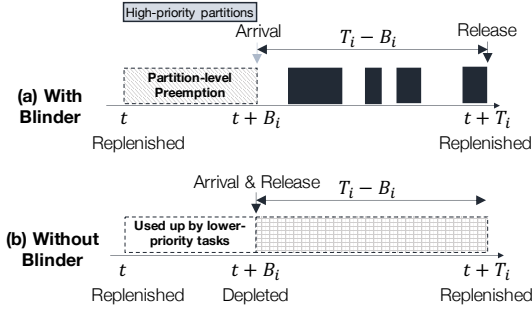 High-priority partitions
Arrival
T_i − B_i
Release
Partition-level
Preemption
(a) With
Blinder
t
t + B_i
t + T_i
Replenished
Replenished
Arrival & Release
T_i − B_i
Used up by lower-
priority tasks
(b) Without
Blinder
t
t + B_i
t + T_i
Replenished
Depleted
Replenished